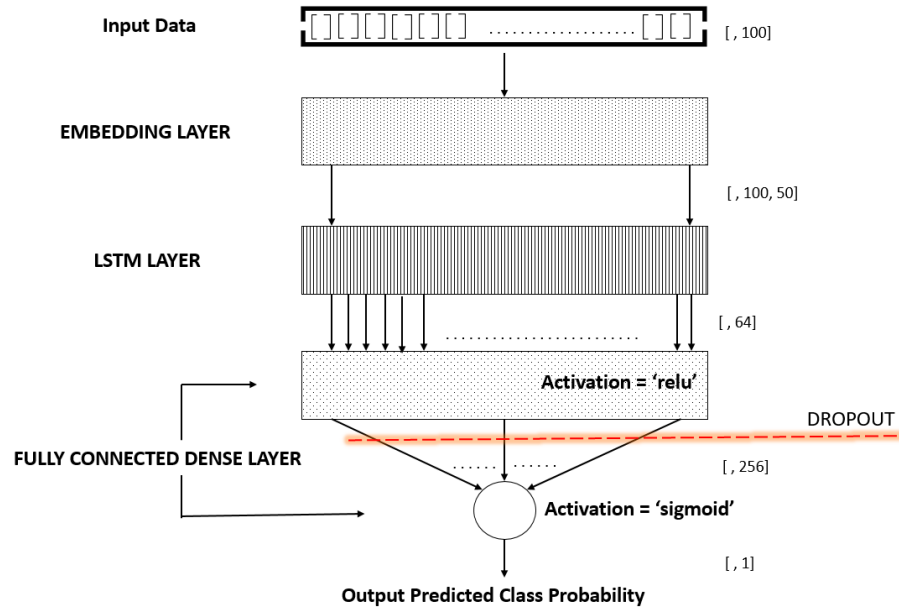 Input Data
[ , 100]
EMBEDDING LAYER
[ , 100, 50]
LSTM LAYER
[ , 64]
Activation = ‘relu’
DROPOUT
FULLY CONNECTED DENSE LAYER
[ , 256]
Activation = ‘sigmoid’
[ , 1]
Output Predicted Class Probability